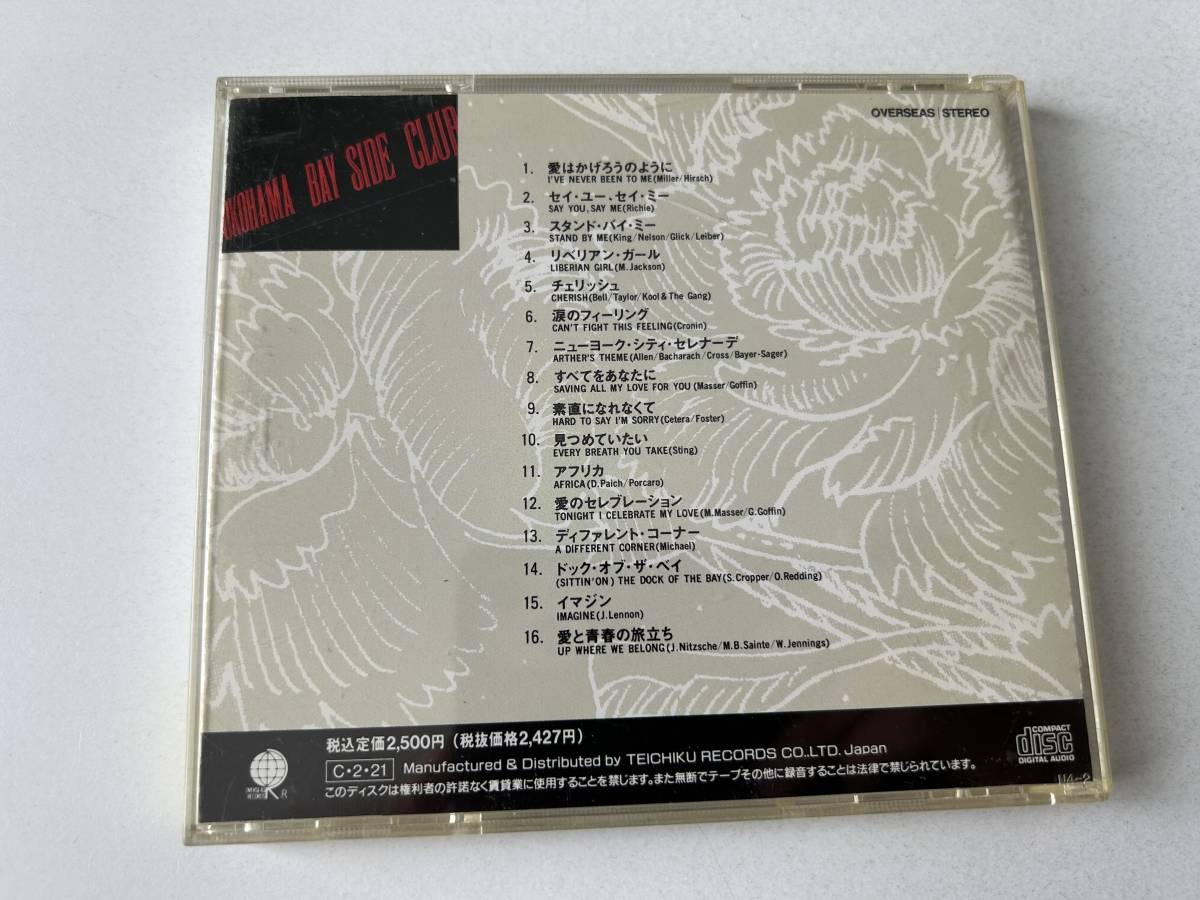 OKOHAMA BAY SIDE CLUB
OVERSEAS | STEREO
1. 愛はかげろうのように
I'VE NEVER BEEN TO ME(Miller/Hirsch)
2. セイ・ユー、セイ・ミー
SAY YOU, SAY ME(Richie)
3. スタンド・バイ・ミー
STAND BY ME(King/Nelson/Glick/Leiber)
4. リベリアン・ガール
LIBERIAN GIRL(M.Jackson)
5. チェリッシュ
CHERISH(Bell/Taylor/Kool&The Gang)
6. 涙のフィーリング
CAN'T FIGHT THIS FEELING(Cronin)
7. ニューヨーク・シティ・セレナーデ
ARTHER'S THEME(Allen/Bacharach/Cross/Bayer-Sager)
8. すべてをあなたに
SAVING ALL MY LOVE FOR YOU(Masser/Goffin)
9. 素直になれなくて
HARD TO SAY I'M SORRY(Cetera/Foster)
10. 見つめていたい
EVERY BREATH YOU TAKE(Sting)
11. アフリカ
AFRICA(D.Paich/Porcaro)
12. 愛のセレブレーション
TONIGHT I CELEBRATE MY LOVE(M.Masser/G.Goffin)
13. ディファレント・コーナー
A DIFFERENT CORNER(Michael)
14. ドック・オブ・ザ・ベイ
(SITTIN'ON) THE DOCK OF THE BAY(S.Cropper/O.Redding)
15. イマジン
IMAGINE(J.Lennon)
16. 愛と青春の旅立ち
UP WHERE WE BELONG(J.Nitzsche/M.B.Sainte/W.Jennings)
税込定価2,500円（税抜価格2,427円）
C・2・21 Manufactured & Distributed by TEICHIKU RECORDS CO.,LTD. Japan
このディスクは権利者の許諾なく賃貸業に使用することを禁じます。また無断でテープその他に録音することは法律で禁じられています。
OVERSEAS RECORDS R
COMPACT disc DIGITAL AUDIO